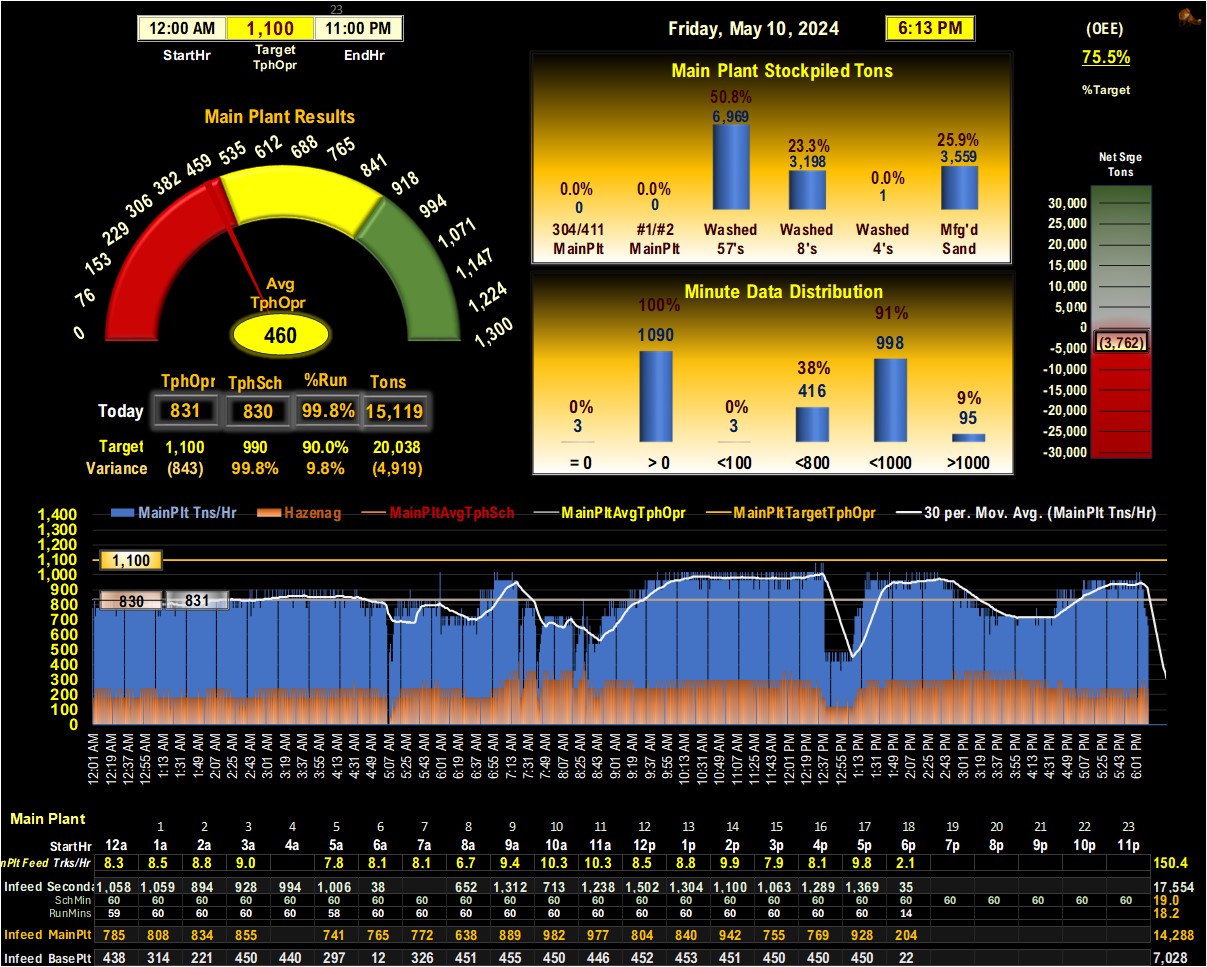 23
12:00 AM 1,100 11:00 PM
StartHr Target TphOpr EndHr
Friday, May 10, 2024 6:13 PM
(OEE)
75.5%
%Target
Main Plant Results
0 76 153 229 306 382 459 535 612 688 765 841 918 994 1,071 1,147 1,224 1,300
Avg
TphOpr
460
TphOpr TphSch %Run Tons
Today 831 830 99.8% 15,119
Target 1,100 990 90.0% 20,038
Variance (843) 99.8% 9.8% (4,919)
Main Plant Stockpiled Tons
50.8%
6,969
23.3%
3,198
25.9%
3,559
0.0% 0.0% 0.0%
0 0 1
304/411 #1/#2 Washed Washed Washed Mfg'd
MainPlt MainPlt 57's 8's 4's Sand
Minute Data Distribution
100% 91%
1090 998
38%
416
0% 0% 9%
3 3 95
= 0 > 0 <100 <800 <1000 >1000
Net Srge
Tons
30,000
25,000
20,000
15,000
10,000
5,000
0
(3,762)
-5,000
-10,000
-15,000
-20,000
-25,000
-30,000
MainPlt Tns/Hr Hazenag MainPltAvgTphSch MainPltAvgTphOpr MainPltTargetTphOpr 30 per. Mov. Avg. (MainPlt Tns/Hr)
1,400
1,300
1,200
1,100
1,000
900
800
700
600
500
400
300
200
100
0
1,100
830 831
12:01 AM 12:19 AM 12:37 AM 12:55 AM 1:13 AM 1:31 AM 1:49 AM 2:07 AM 2:25 AM 2:43 AM 3:01 AM 3:19 AM 3:37 AM 3:55 AM 4:13 AM 4:31 AM 4:49 AM 5:07 AM 5:25 AM 5:43 AM 6:01 AM 6:19 AM 6:37 AM 6:55 AM 7:13 AM 7:31 AM 7:49 AM 8:07 AM 8:25 AM 8:43 AM 9:01 AM 9:19 AM 9:37 AM 9:55 AM 10:13 AM 10:31 AM 10:49 AM 11:07 AM 11:25 AM 11:43 AM 12:01 PM 12:19 PM 12:37 PM 12:55 PM 1:13 PM 1:31 PM 1:49 PM 2:07 PM 2:25 PM 2:43 PM 3:01 PM 3:19 PM 3:37 PM 3:55 PM 4:13 PM 4:31 PM 4:49 PM 5:07 PM 5:25 PM 5:43 PM 6:01 PM
Main Plant
1 2 3 4 5 6 7 8 9 10 11 12 13 14 15 16 17 18 19 20 21 22 23
StartHr 12a 1a 2a 3a 4a 5a 6a 7a 8a 9a 10a 11a 12p 1p 2p 3p 4p 5p 6p 7p 8p 9p 10p 11p
nPlt Feed Trks/Hr 8.3 8.5 8.8 9.0 7.8 8.1 8.1 6.7 9.4 10.3 10.3 8.5 8.8 9.9 7.9 8.1 9.8 2.1 150.4
Infeed Seconda 1,058 1,059 894 928 994 1,006 38 652 1,312 713 1,238 1,502 1,304 1,100 1,063 1,289 1,369 35 17,554
SchMin 60 60 60 60 60 60 60 60 60 60 60 60 60 60 60 60 60 60 60 60 60 60 60 60 19.0
RunMins 59 60 60 60 60 58 60 60 60 60 60 60 60 60 60 60 60 60 14 18.2
Infeed MainPlt 785 808 834 855 741 765 772 638 889 982 977 804 840 942 755 769 928 204 14,288
Infeed BasePlt 438 314 221 450 440 297 12 326 451 455 450 446 452 453 451 450 450 450 22 7,028